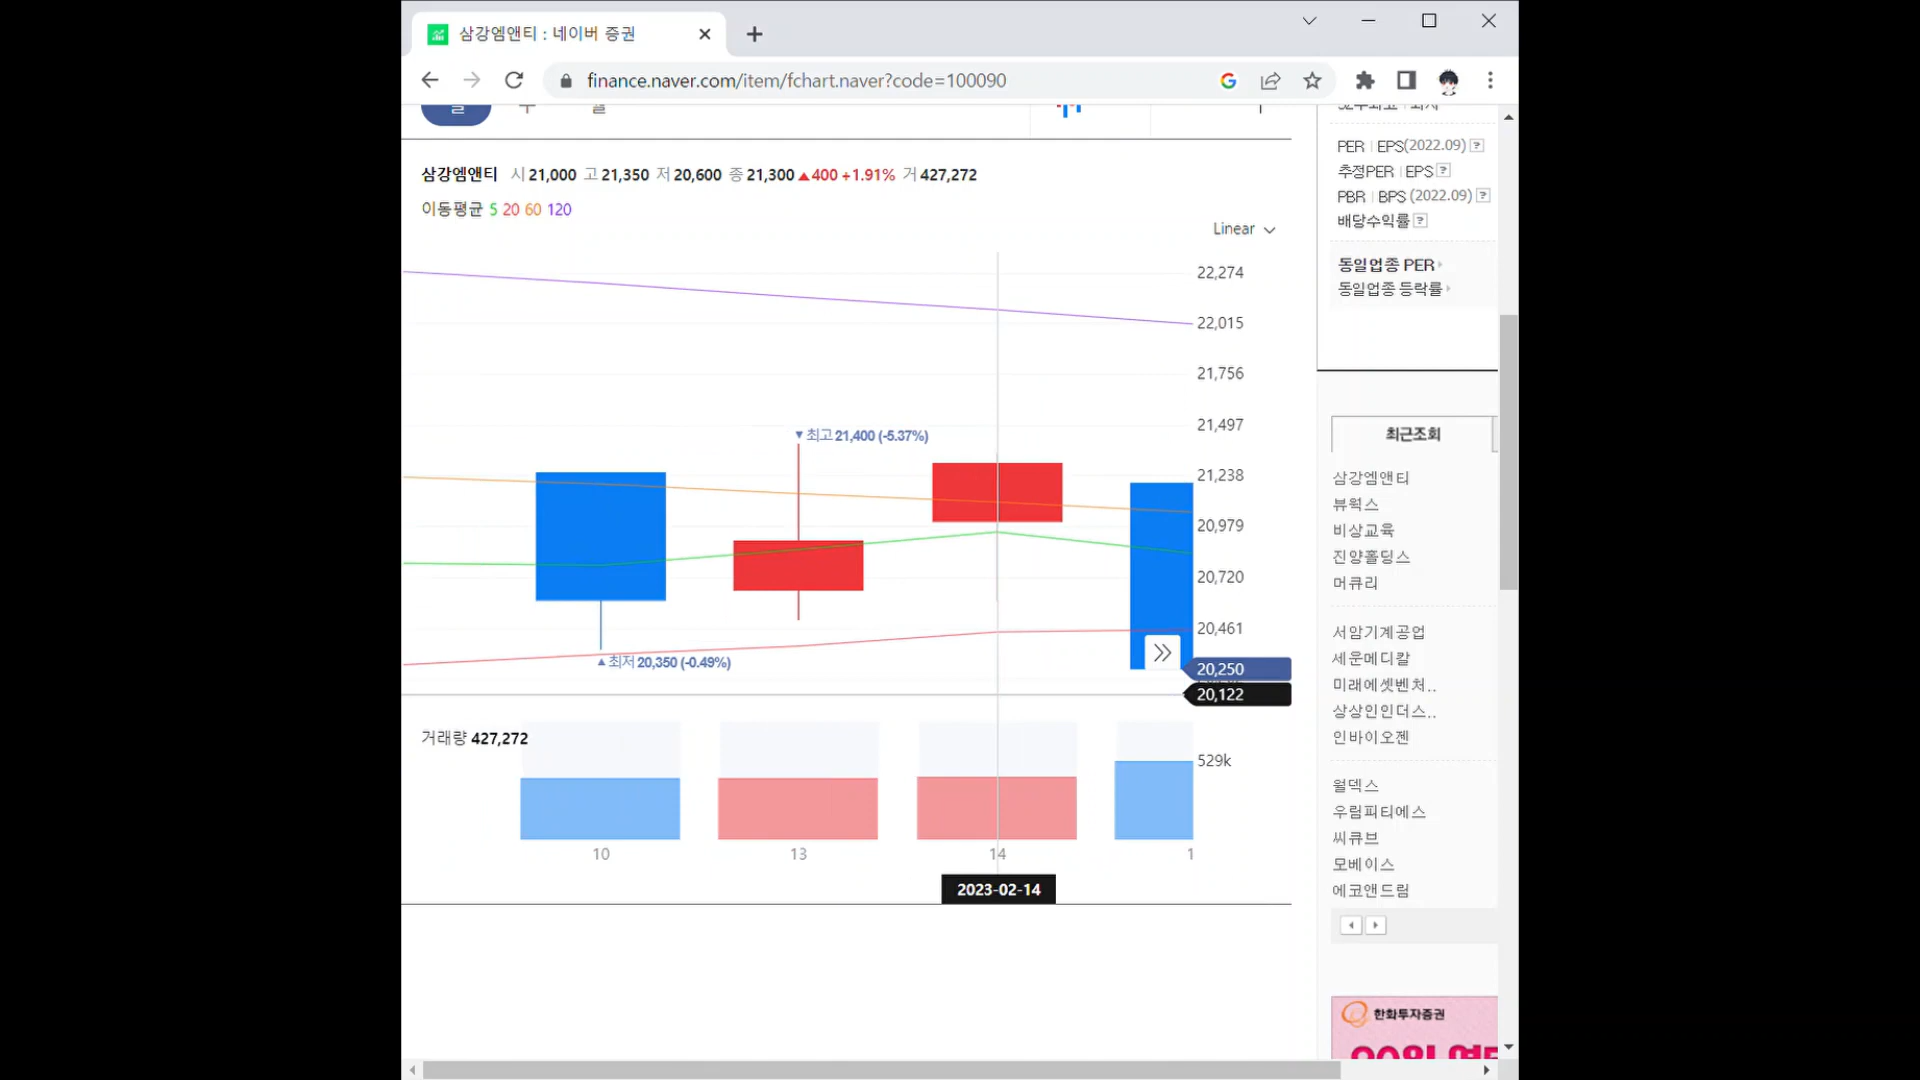 삼강엠앤티 : 네이버 증권
finance.naver.com/item/fchart.naver?code=100090
PER | EPS(2022.09)
추정PER | EPS
PBR | BPS (2022.09)
배당수익률
동일업종 PER
동일업종 등락률
삼강엠앤티 시 21,000 고 21,350 저 20,600 종 21,300 ▲400 +1.91% 거 427,272
이동평균 5 20 60 120
Linear
22,274
22,015
21,756
21,497
21,238
20,979
20,720
20,461
20,250
20,122
▼최고 21,400 (-5.37%)
▲최저 20,350 (-0.49%)
거래량 427,272
529k
10 13 14 1
2023-02-14
최근조회
삼강엠앤티
뷰웍스
비상교육
진양홀딩스
머큐리
서암기계공업
세운메디칼
미래에셋벤처..
상상인인더스..
인바이오젠
월덱스
우림피티에스
씨큐브
모베이스
에코앤드림
한화투자증권